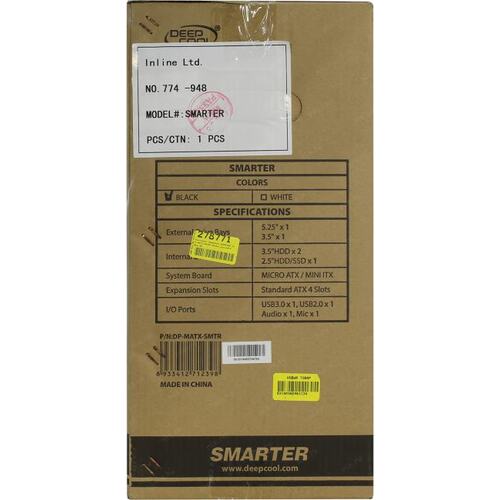 DEEP
COOL
Inline Ltd.
NO. 774 -948
MODEL#: SMARTER
PCS/CTN: 1 PCS
SMARTER
COLORS
BLACK WHITE
SPECIFICATIONS
External Bays 5.25" x 1
3.5" x 1
278771
Internal 3.5"HDD x 2
2.5"HDD/SSD x 1
System Board MICRO ATX / MINI ITX
Expansion Slots Standard ATX 4 Slots
I/O Ports USB3.0 x 1, USB2.0 x 1
Audio x 1, Mic x 1
P/N:DP-MATX-SMTR
6 933412 712398
MADE IN CHINA
SMARTER
www.deepcool.com